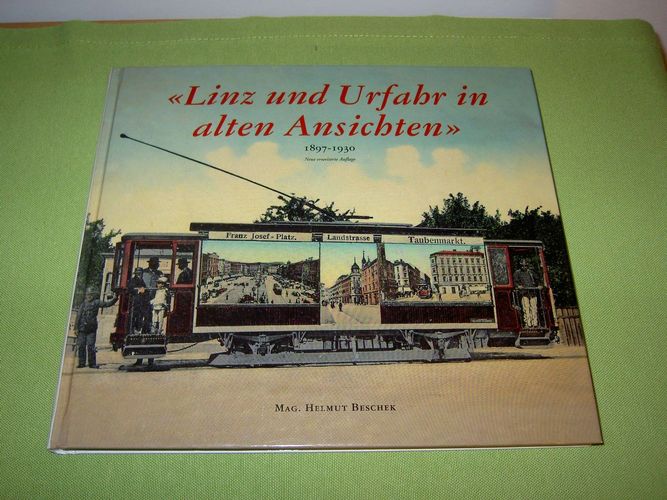 «Linz und Urfahr in
alten Ansichten»
1897-1930
Neue erweiterte Auflage
Franz Josef-Platz. Landstrasse Taubenmarkt.
MAG. HELMUT BESCHEK